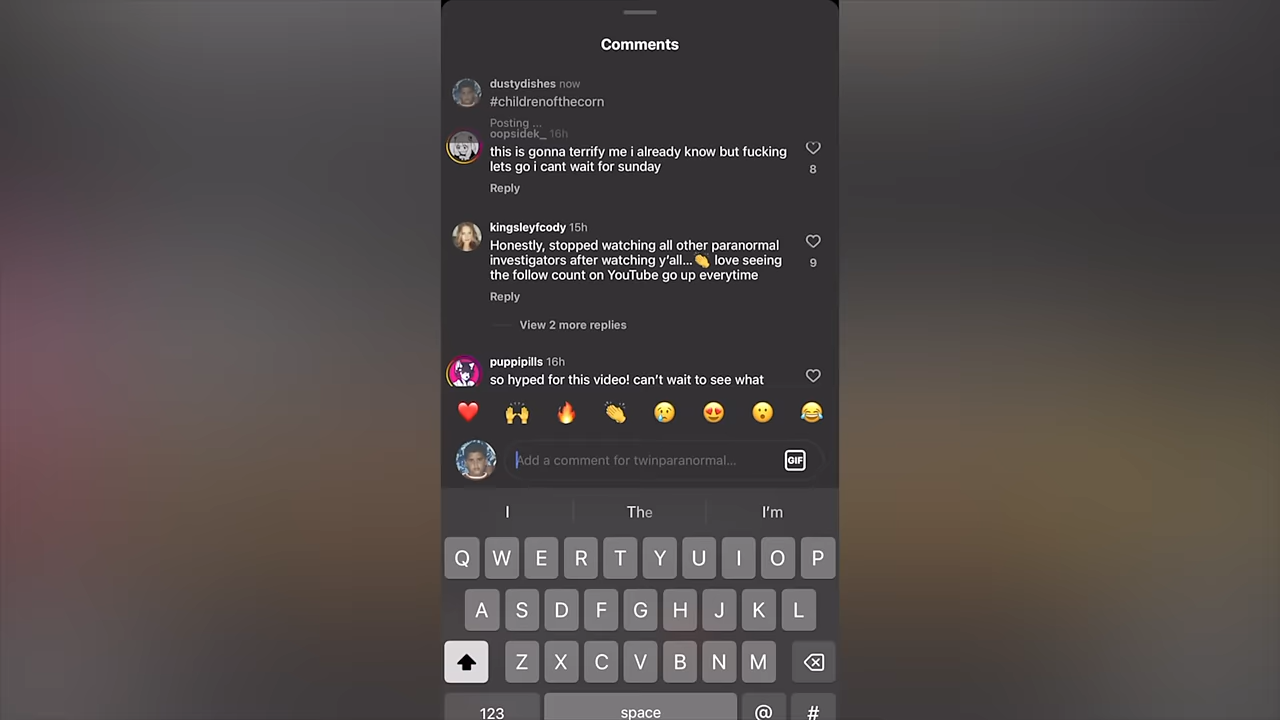 Comments
dustydishes now
#childrenofthecorn
Posting ...
oopsidek_ 16h
this is gonna terrify me i already know but fucking
lets go i cant wait for sunday
8
Reply
kingsleyfcody 15h
Honestly, stopped watching all other paranormal
investigators after watching y'all...👏 love seeing
the follow count on YouTube go up everytime
9
Reply
View 2 more replies
puppipills 16h
so hyped for this video! can't wait to see what
❤️ 🙌 🔥 👏 😢 😍 😮 😂
Add a comment for twinparanormal...
GIF
I The I'm
Q W E R T Y U I O P
A S D F G H J K L
Z X C V B N M
123 space @ #